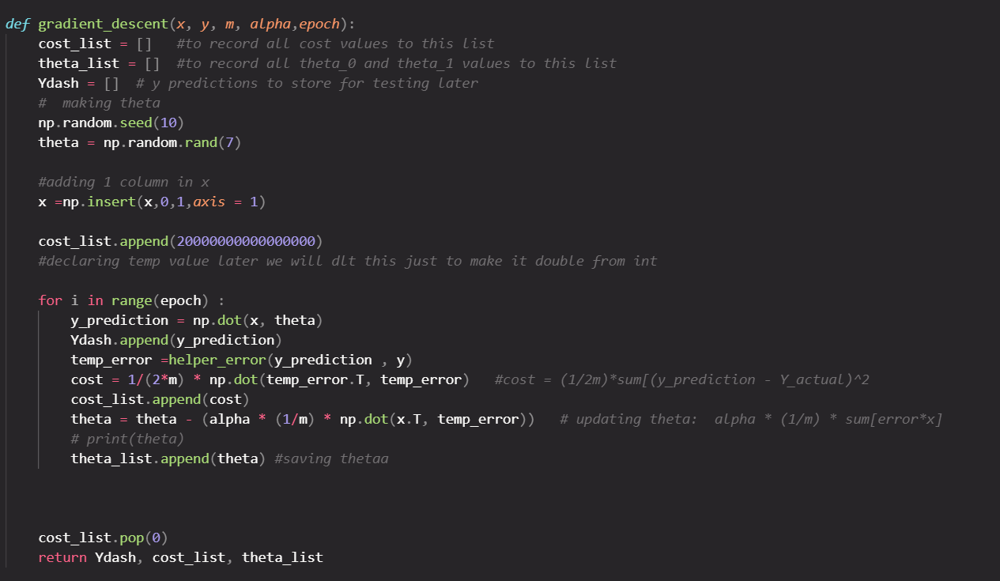 def gradient_descent(x, y, m, alpha,epoch):
    cost_list = []   #to record all cost values to this list
    theta_list = []  #to record all theta_0 and theta_1 values to this list
    Ydash = []  # y predictions to store for testing later
    #  making theta
    np.random.seed(10)
    theta = np.random.rand(7)
    #adding 1 column in x
    x =np.insert(x,0,1,axis = 1)
    cost_list.append(20000000000000000)
    #declaring temp value later we will dlt this just to make it double from int
    for i in range(epoch) :
        y_prediction = np.dot(x, theta)
        Ydash.append(y_prediction)
        temp_error =helper_error(y_prediction , y)
        cost = 1/(2*m) * np.dot(temp_error.T, temp_error)   #cost = (1/2m)*sum[(y_prediction - Y_actual)^2
        cost_list.append(cost)
        theta = theta - (alpha * (1/m) * np.dot(x.T, temp_error))   # updating theta:  alpha * (1/m) * sum[error*x]
        # print(theta)
        theta_list.append(theta) #saving thetaa
    cost_list.pop(0)
    return Ydash, cost_list, theta_list